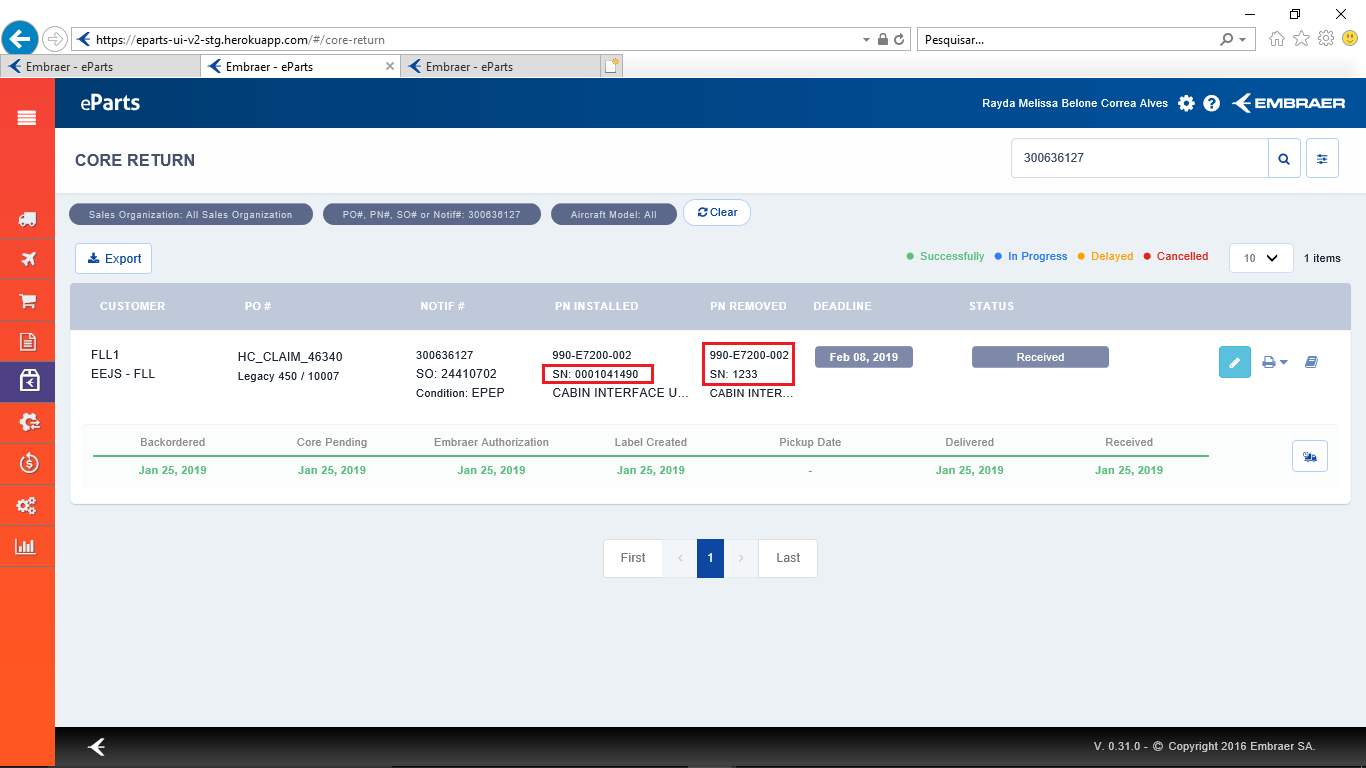 https://eparts-ui-v2-stg.herokuapp.com/#/core-return
Pesquisar...
Embraer - eParts
Embraer - eParts
Embraer - eParts
eParts
Rayda Melissa Belone Correa Alves
EMBRAER
CORE RETURN
300636127
Sales Organization: All Sales Organization
PO#, PN#, SO# or Notif#: 300636127
Aircraft Model: All
Clear
Export
Successfully
In Progress
Delayed
Cancelled
10
1 items
CUSTOMER PO # NOTIF # PN INSTALLED PN REMOVED DEADLINE STATUS
FLL1 HC_CLAIM_46340 300636127 990-E7200-002 990-E7200-002 Feb 08, 2019 Received
EEJS - FLL Legacy 450 / 10007 SO: 24410702 SN: 0001041490 SN: 1233
Condition: EPEP CABIN INTERFACE U... CABIN INTER...
Backordered Core Pending Embraer Authorization Label Created Pickup Date Delivered Received
Jan 25, 2019 Jan 25, 2019 Jan 25, 2019 Jan 25, 2019 - Jan 25, 2019 Jan 25, 2019
First < 1 > Last
V. 0.31.0 - © Copyright 2016 Embraer SA.